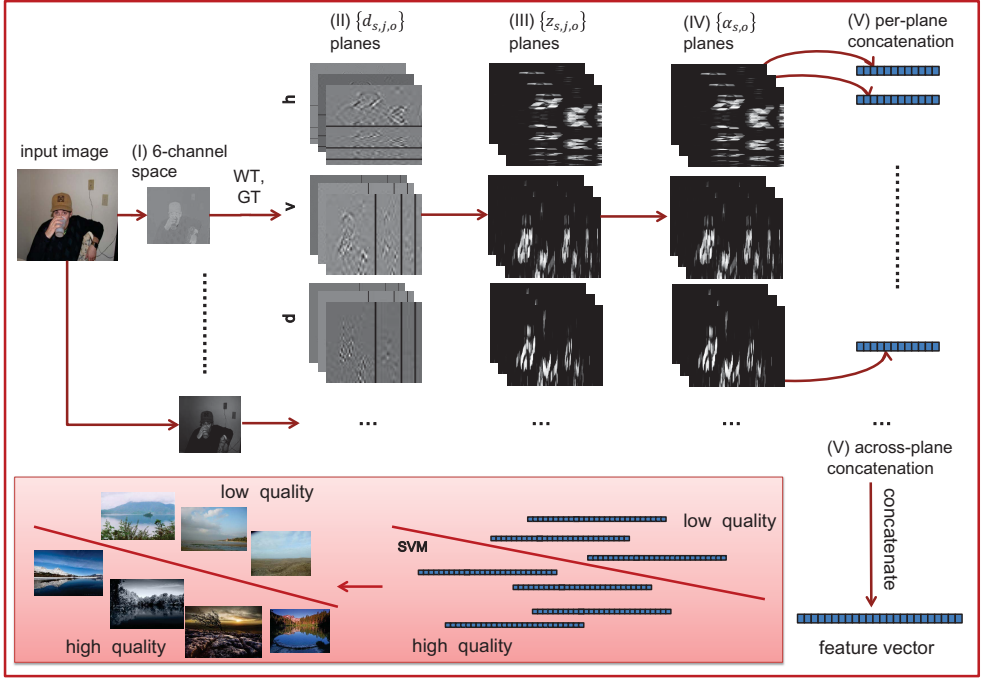 (II) {d_{s,j,o}}
planes
(III) {z_{s,j,o}}
planes
(IV) {α_{s,o}}
planes
(V) per-plane
concatenation
h
input image
(I) 6-channel
space
WT,
GT
v
d
...
...
...
...
(V) across-plane
concatenation
concatenate
feature vector
low quality
high quality
SVM
low quality
high quality